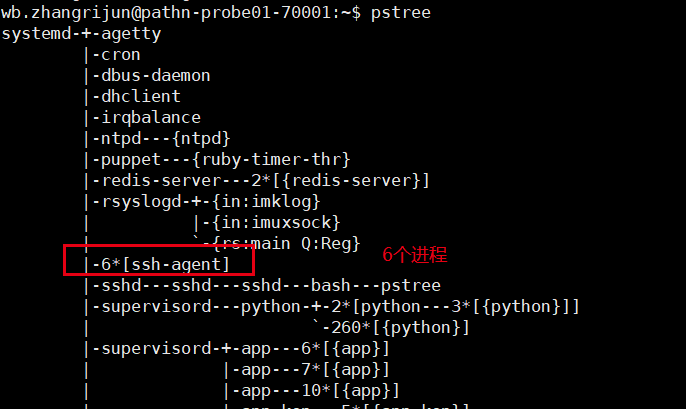 wb.zhangrijun@pathn-probe01-70001:~$ pstree
systemd-+-agetty
        |-cron
        |-dbus-daemon
        |-dhclient
        |-irqbalance
        |-ntpd---{ntpd}
        |-puppet---{ruby-timer-thr}
        |-redis-server---2*[{redis-server}]
        |-rsyslogd-+-{in:imklog}
        |          |-{in:imuxsock}
        |          `-{rs:main Q:Reg}
        |-6*[ssh-agent] 6个进程
        |-sshd---sshd---sshd---bash---pstree
        |-supervisord---python-+-2*[python---3*[{python}]]
        |                      `-260*[{python}]
        |-supervisord-+-app---6*[{app}]
        |             |-app---7*[{app}]
        |             |-app---10*[{app}]